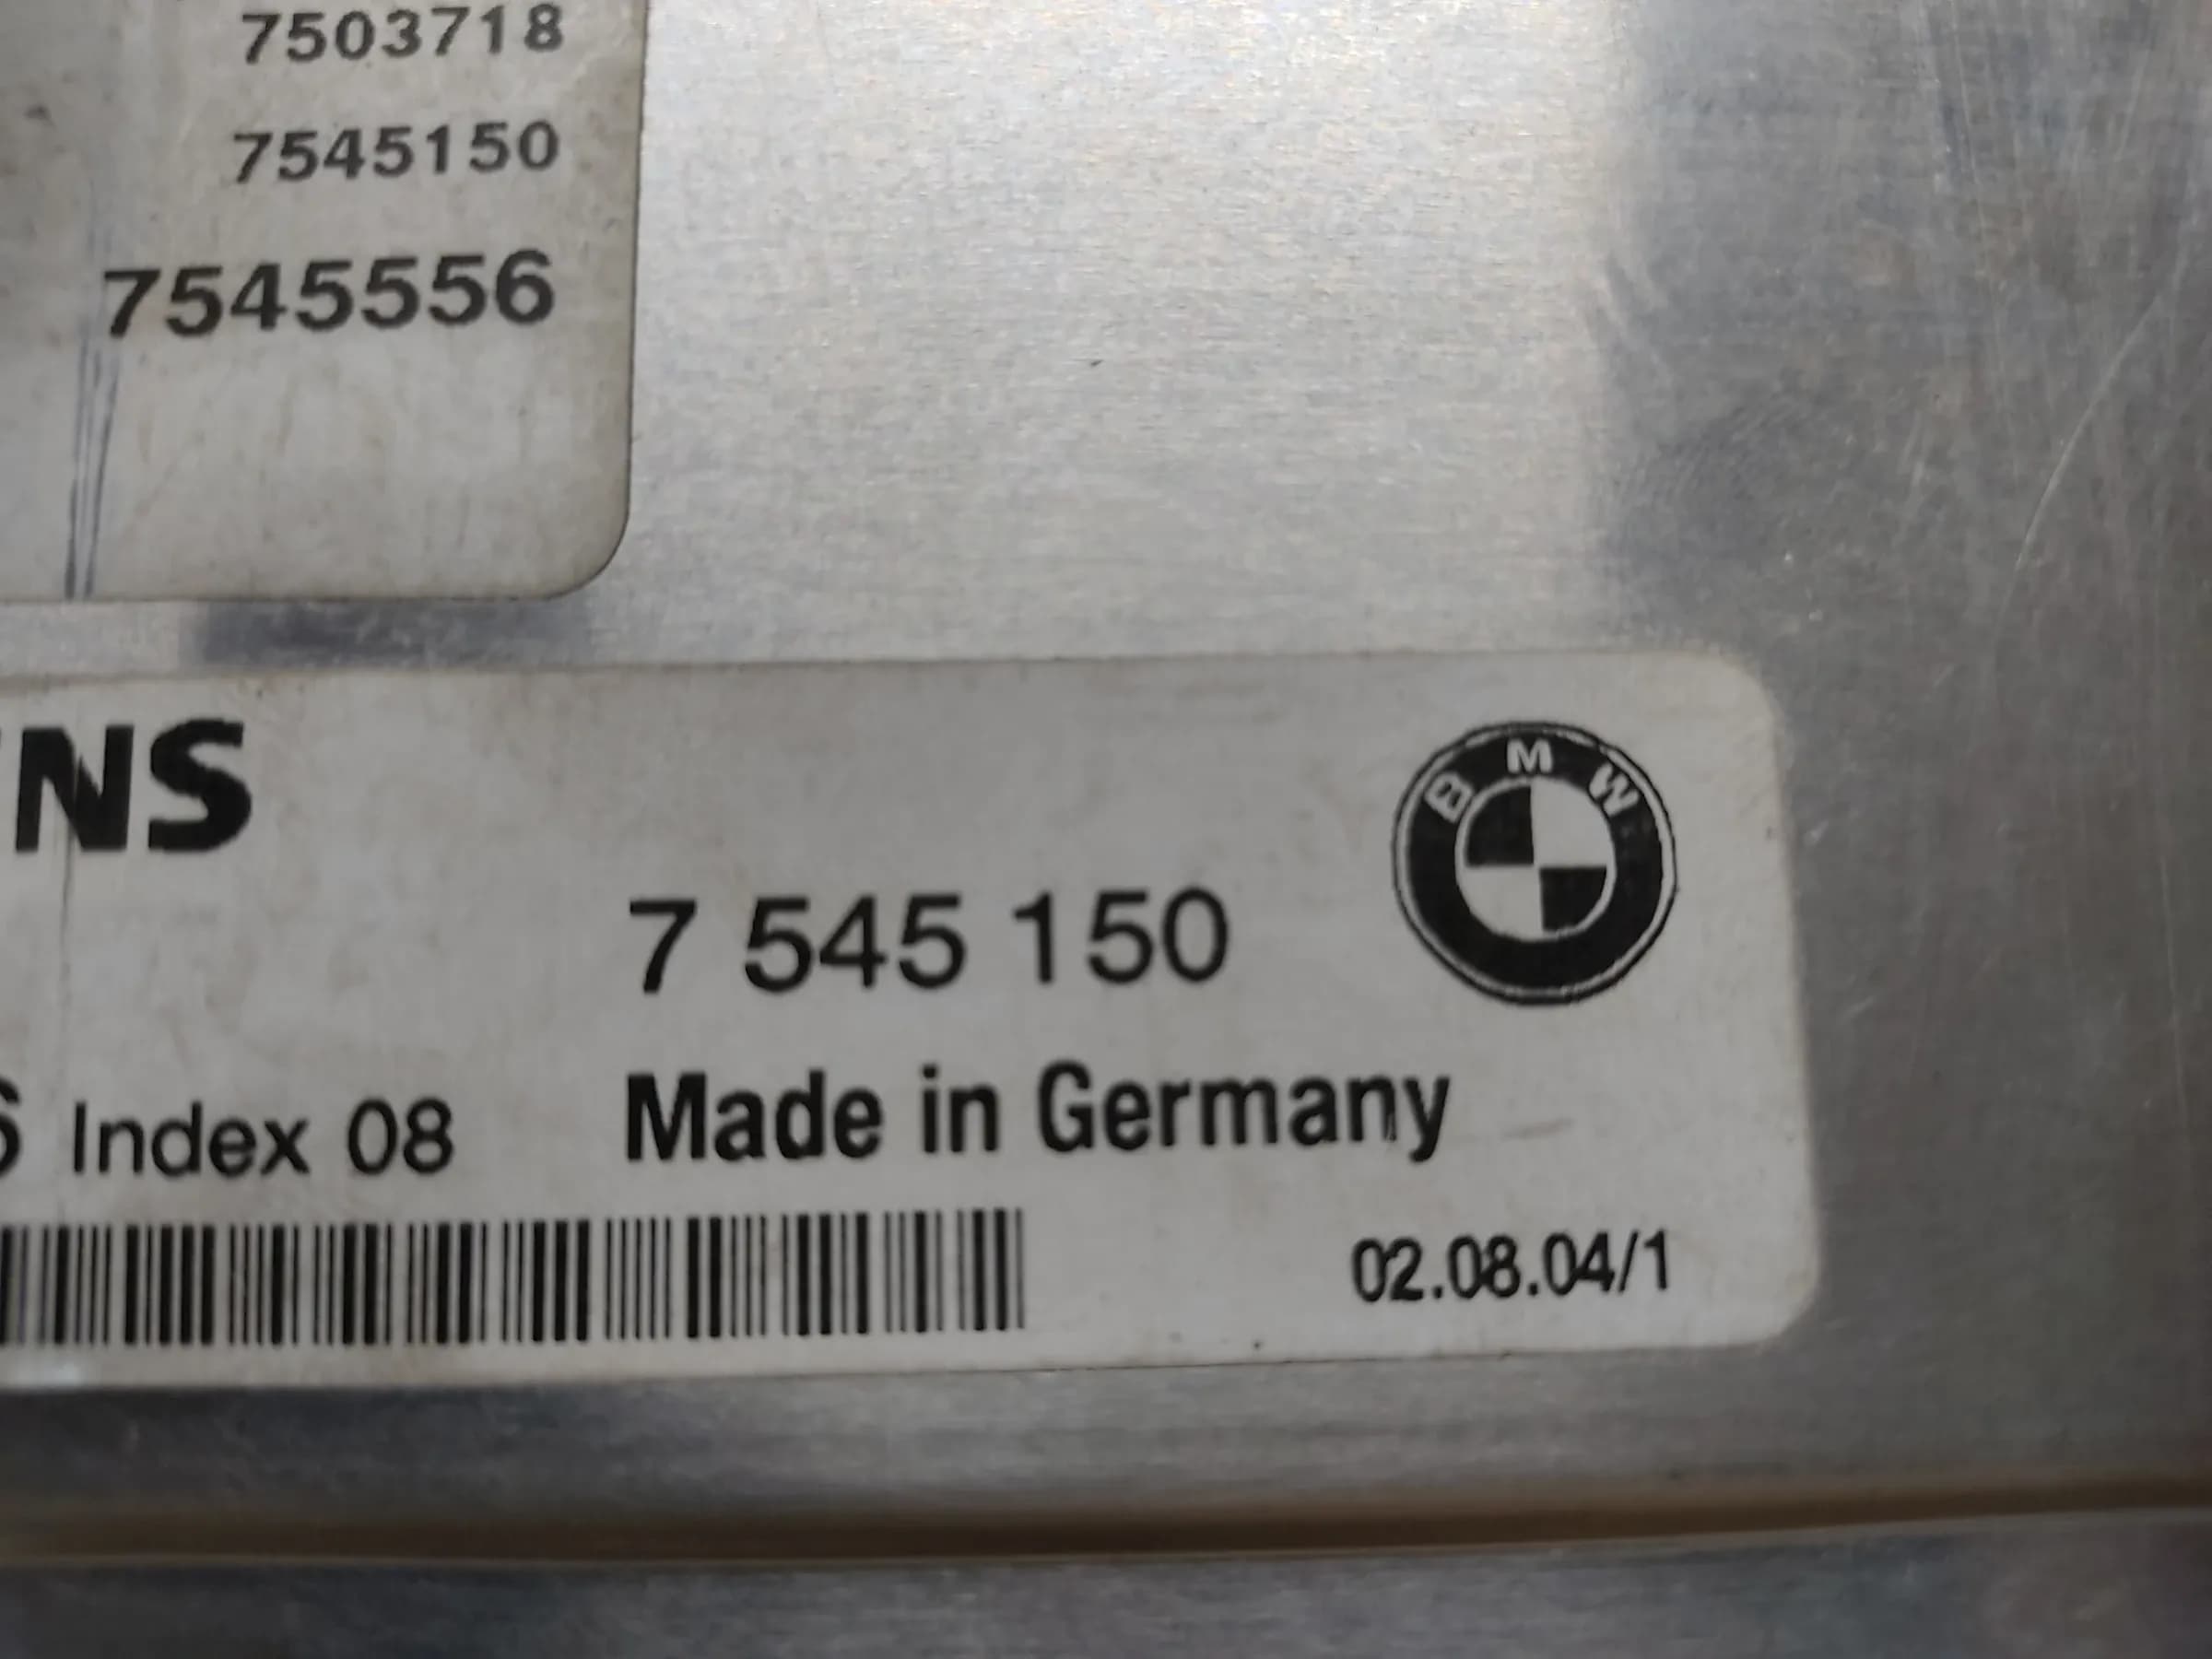 7503718
7545150
7545556
NS
BMW
7 545 150
Index 08
Made in Germany
02.08.04/1